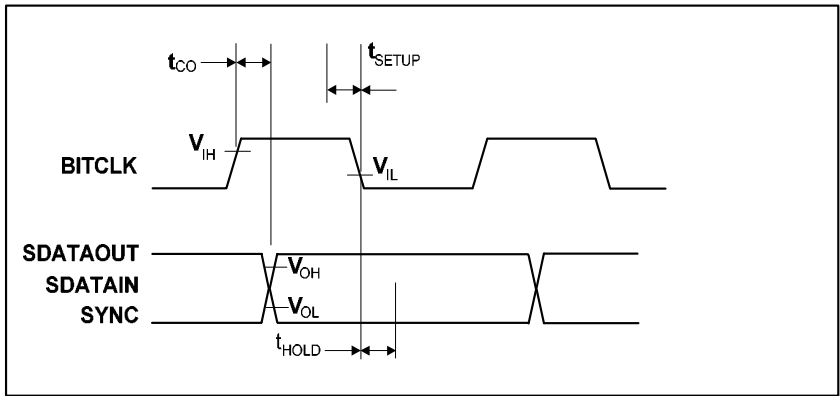 tCO
tSETUP
VIH
BITCLK
VIL
SDATAOUT
VOH
SDATAIN
VOL
SYNC
tHOLD